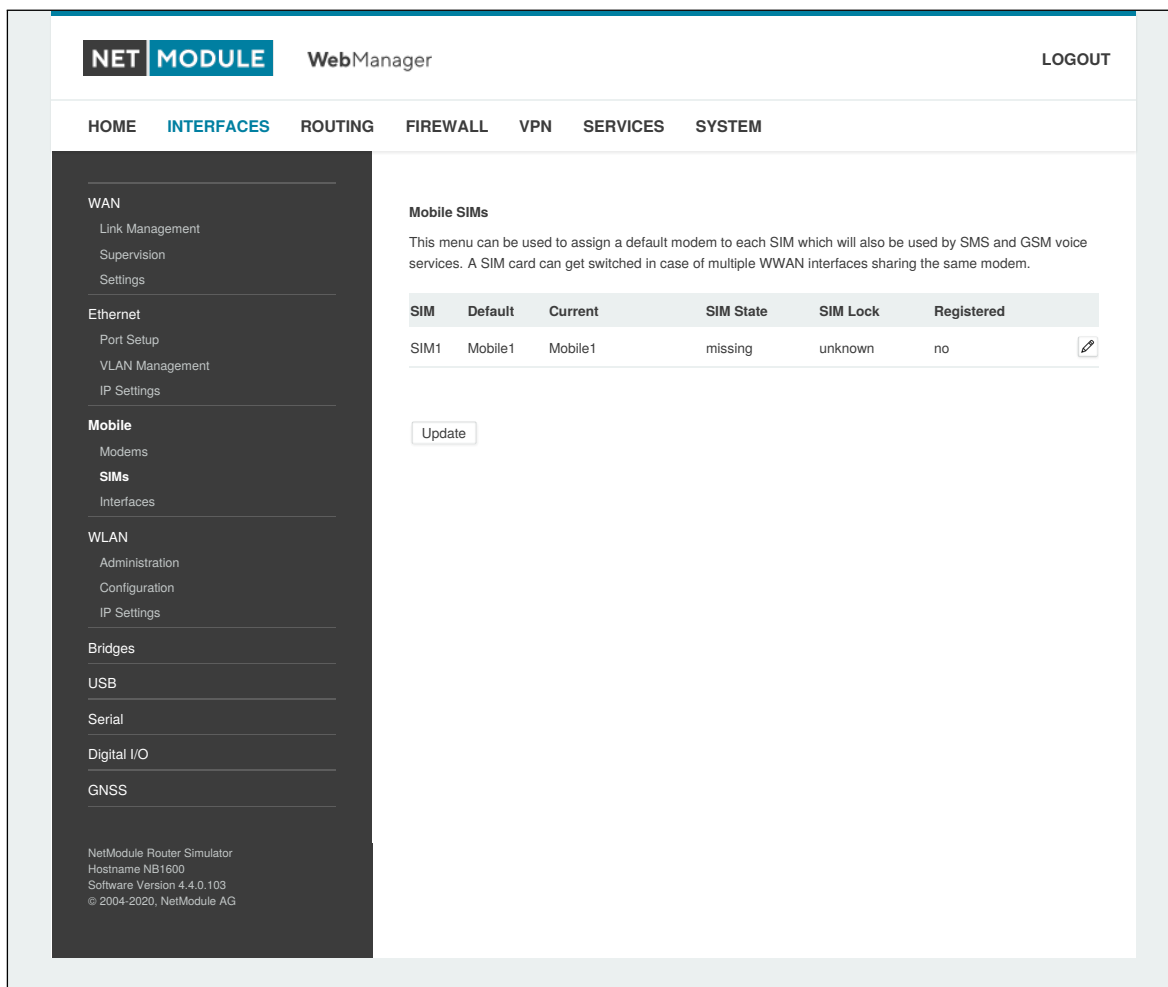 NET MODULE WebManager LOGOUT
HOME INTERFACES ROUTING FIREWALL VPN SERVICES SYSTEM
WAN
Link Management
Supervision
Settings
Ethernet
Port Setup
VLAN Management
IP Settings
Mobile
Modems
SIMs
Interfaces
WLAN
Administration
Configuration
IP Settings
Bridges
USB
Serial
Digital I/O
GNSS
NetModule Router Simulator
Hostname NB1600
Software Version 4.4.0.103
© 2004-2020, NetModule AG
Mobile SIMs
This menu can be used to assign a default modem to each SIM which will also be used by SMS and GSM voice
services. A SIM card can get switched in case of multiple WWAN interfaces sharing the same modem.
SIM Default Current SIM State SIM Lock Registered
SIM1 Mobile1 Mobile1 missing unknown no
Update